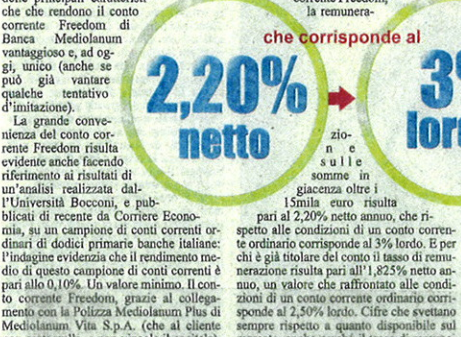 delle principali caratteristi
che che rendono il conto
corrente Freedom di
Banca Mediolanum
vantaggioso e, ad og-
gi, unico (anche se
può già vantare
qualche tentativo
d'imitazione).
La grande conve-
nienza del conto cor-
rente Freedom risulta
evidente anche facendo
riferimento ai risultati di
un'analisi realizzata dal-
l'Università Bocconi, e pub-
blicati di recente da Corriere Econo-
mia, su un campione di conti correnti or-
dinari di dodici primarie banche italiane:
l'indagine evidenzia che il rendimento me-
dio di questo campione di conti correnti è
pari allo 0,10%. Un valore minimo. Il con-
to corrente Freedom, grazie al collega-
mento con la Polizza Mediolanum Plus di
Mediolanum Vita S.p.A. (che al cliente
2,20%
netto
che corrisponde al
3%
lor
corrente Freedom,
la remunera-
zio-
n e
sulle
somme in
giacenza oltre i
15mila euro risulta
pari al 2,20% netto annuo, che ri-
spetto alle condizioni di un conto corren-
te ordinario corrisponde al 3% lordo. E per
chi è già titolare del conto il tasso di remu-
nerazione risulta pari all'1,825% netto an-
nuo, un valore che raffrontato alle condi-
zioni di un conto corrente ordinario corri-
sponde al 2,50% lordo. Cifre che svettano
sempre rispetto a quanto disponibile sul